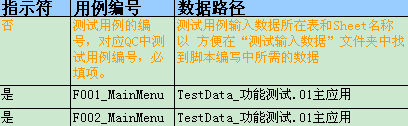 指示符 用例编号 数据路径
否 测试用例的编号，对应QC中测试用例编号，必填项。 测试用例输入数据所在表和Sheet名称
以 方便在“测试输入数据”文件夹中找到脚本编写中所需的数据
是 F001_MainMenu TestData_功能测试.01主应用
是 F002_MainMenu TestData_功能测试.01主应用